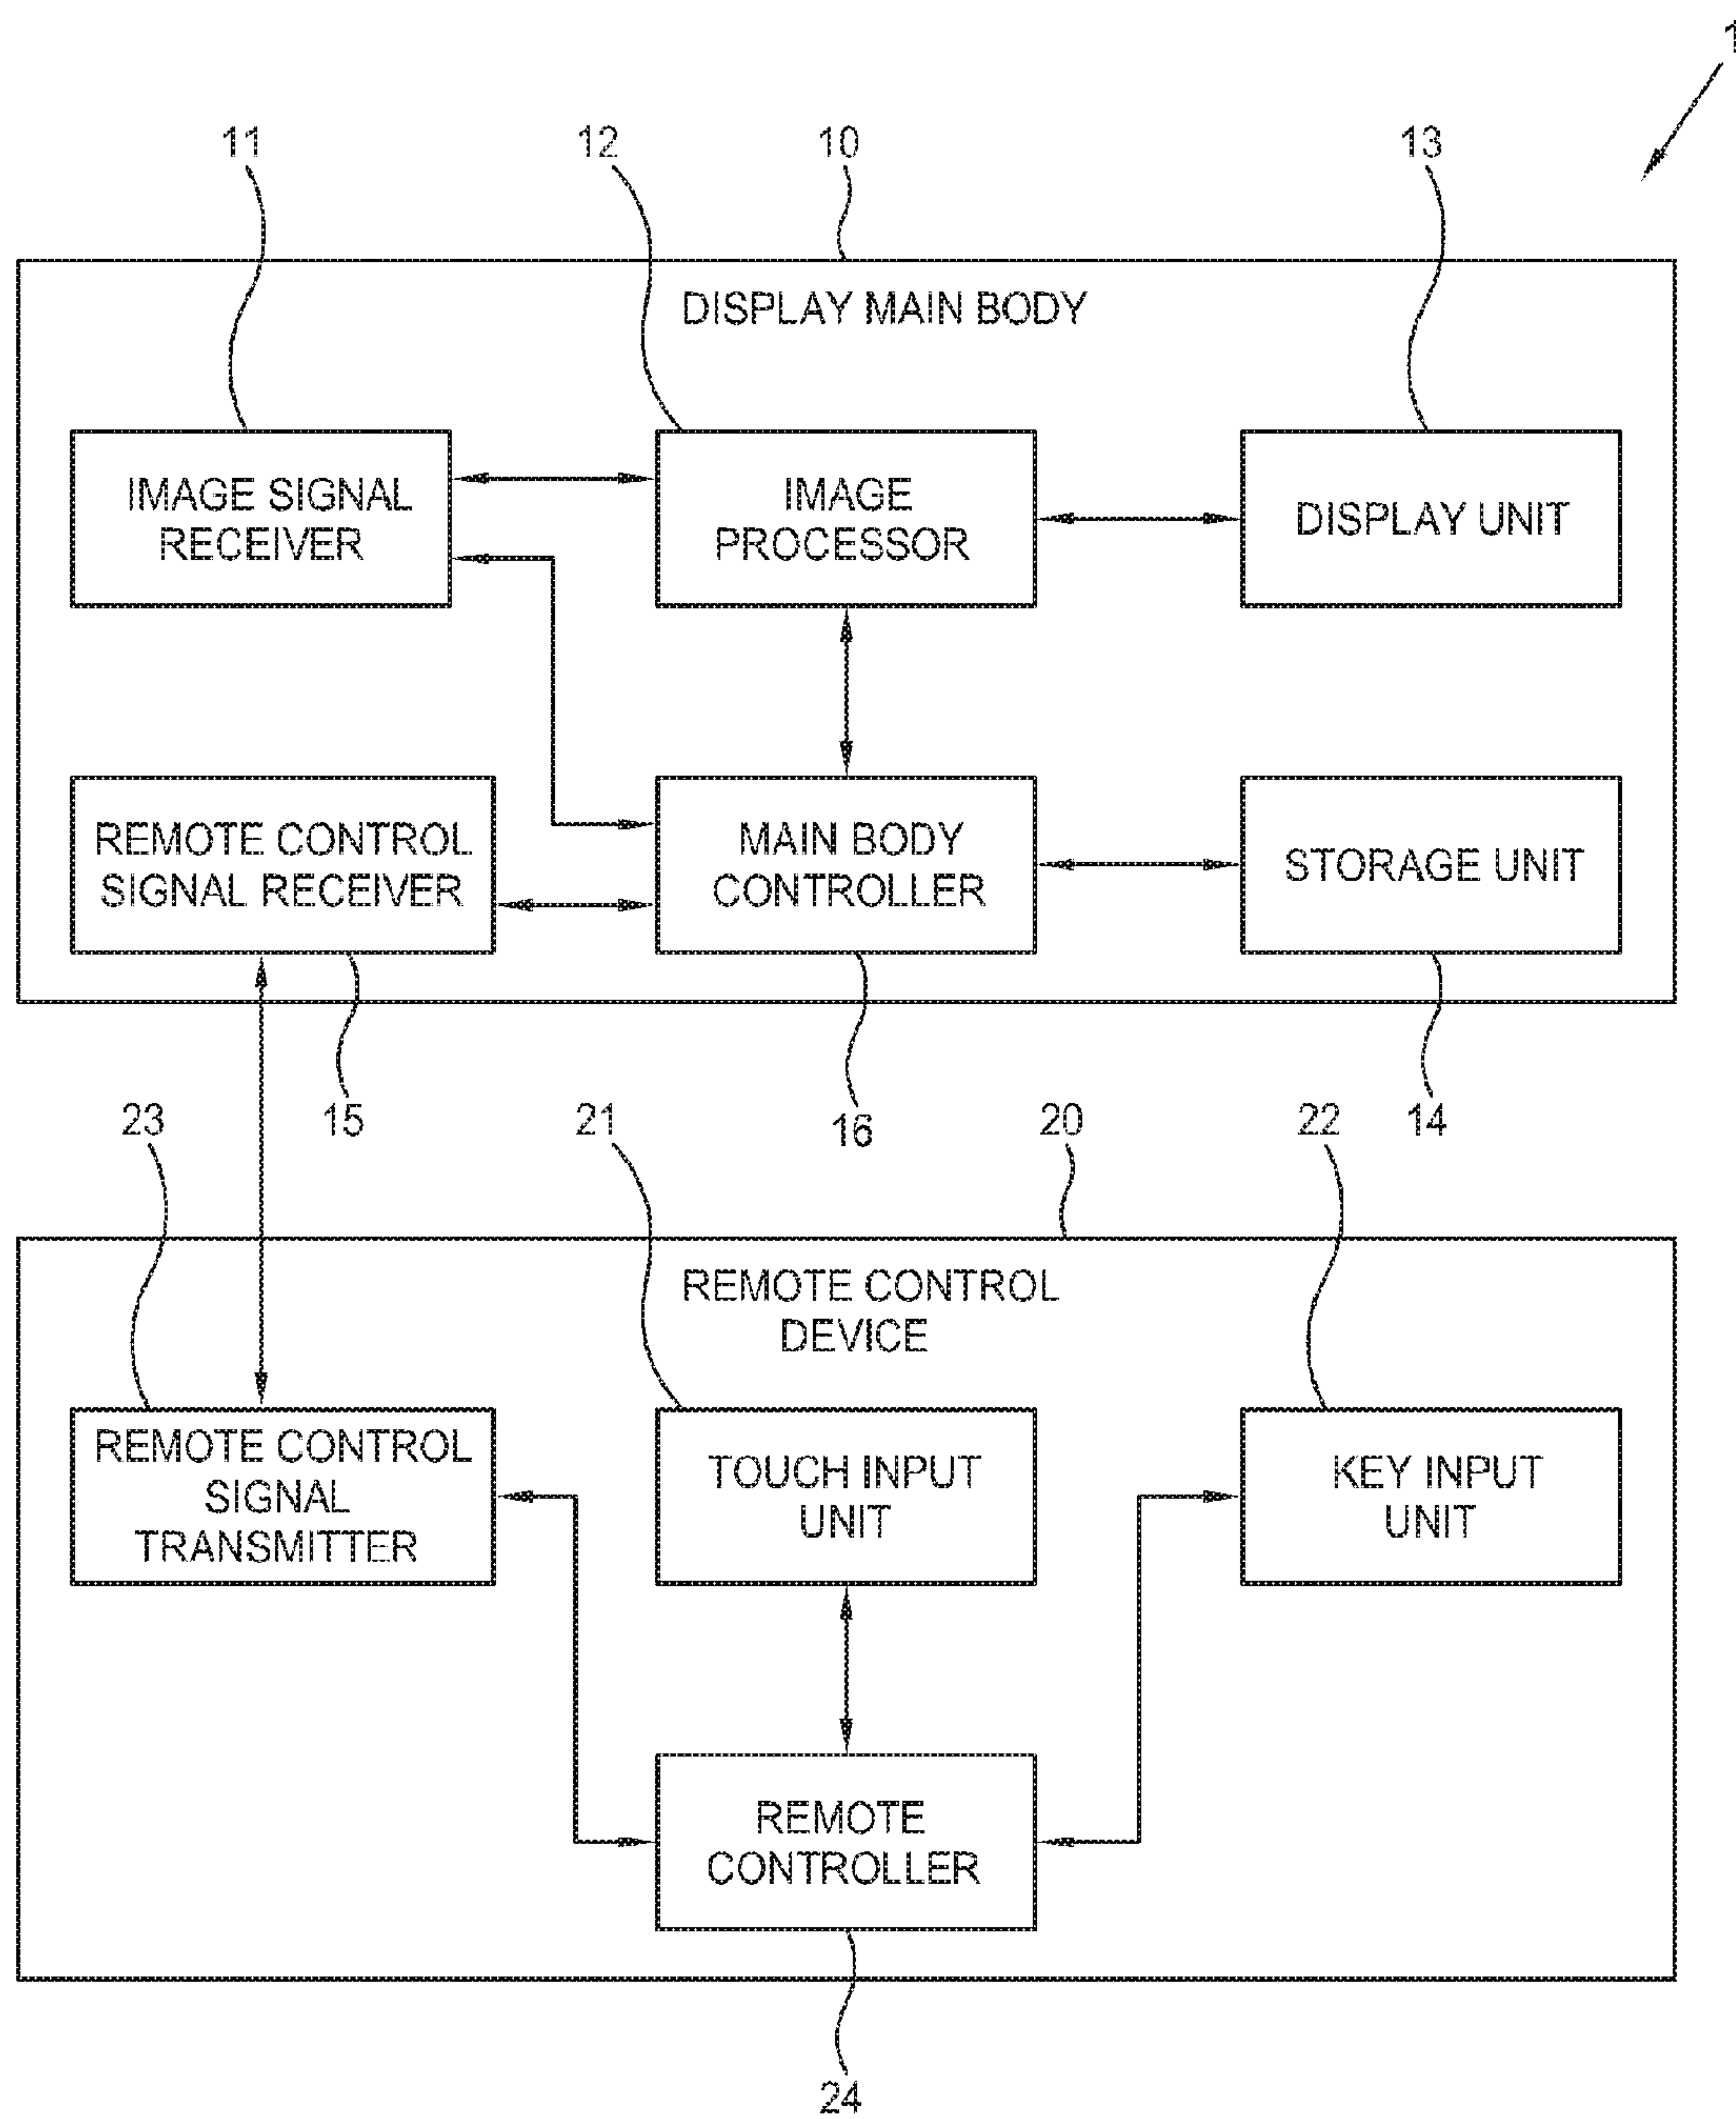 1
11
12
10
13
DISPLAY MAIN BODY
IMAGE SIGNAL
RECEIVER
IMAGE
PROCESSOR
DISPLAY UNIT
REMOTE CONTROL
SIGNAL RECEIVER
MAIN BODY
CONTROLLER
STORAGE UNIT
15
16
14
23
21
20
22
REMOTE CONTROL
DEVICE
REMOTE CONTROL
SIGNAL
TRANSMITTER
TOUCH INPUT
UNIT
KEY INPUT
UNIT
REMOTE
CONTROLLER
24